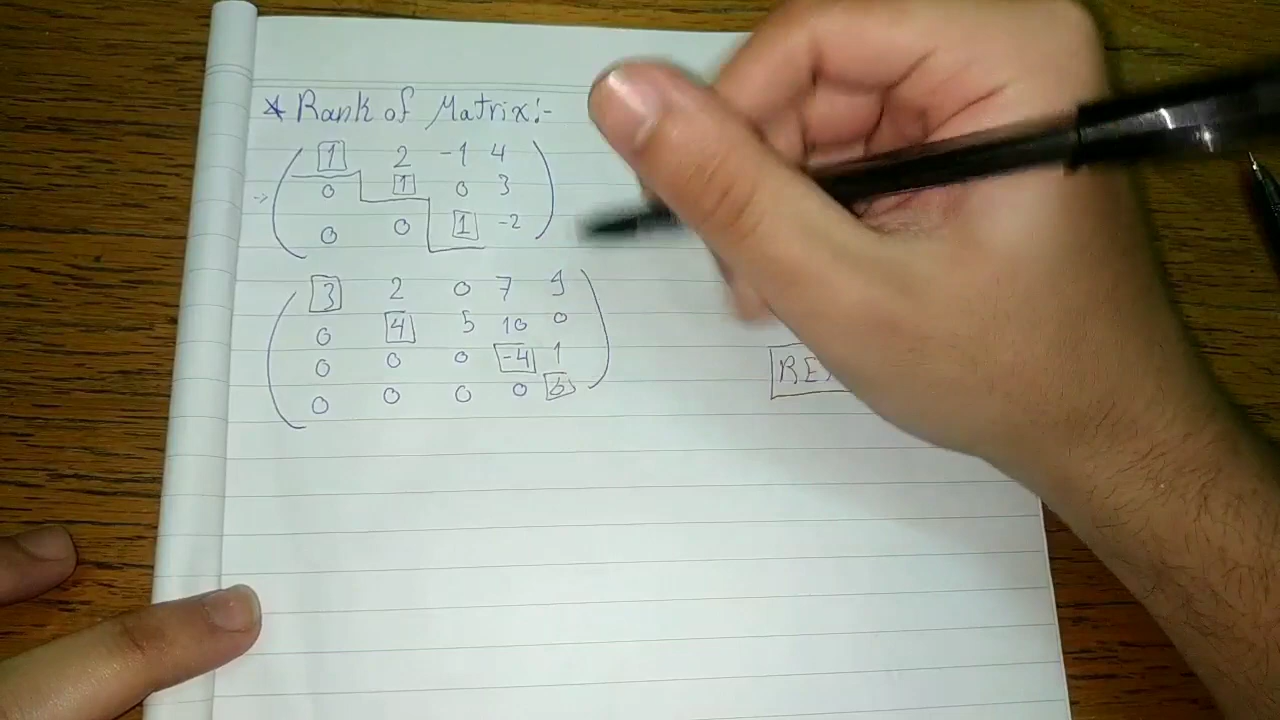 * Rank of Matrix:-
1 2 -1 4
-> 0 1 0 3
0 0 1 -2
3 2 0 7 9
0 4 5 10 0
0 0 0 -4 1
0 0 0 0 6